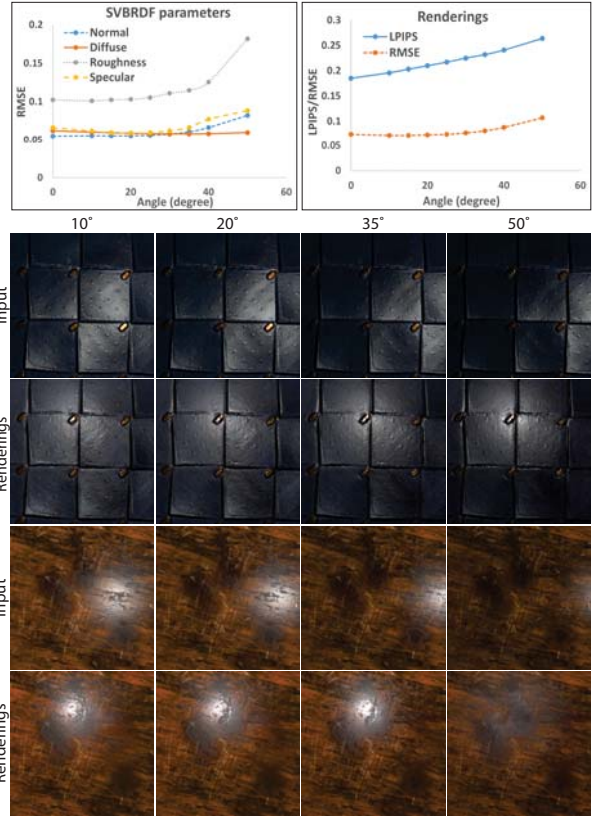 SVBRDF parameters
Normal
Diffuse
Roughness
Specular
RMSE
0.2
0.15
0.1
0.05
0
0
20
40
60
Angle (degree)
Renderings
LPIPS
RMSE
LPIPS/RMSE
0.3
0.25
0.2
0.15
0.1
0.05
0
0
20
40
60
Angle (degree)
10° 20° 35° 50°
Input
Renderings
Input
Renderings